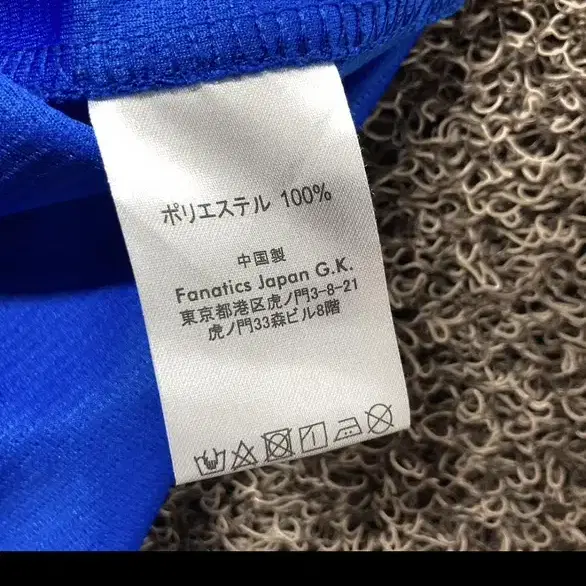 ポリエステル 100%
中国製
Fanatics Japan G.K.
東京都港区虎ノ門3-8-21
虎ノ門33森ビル8階